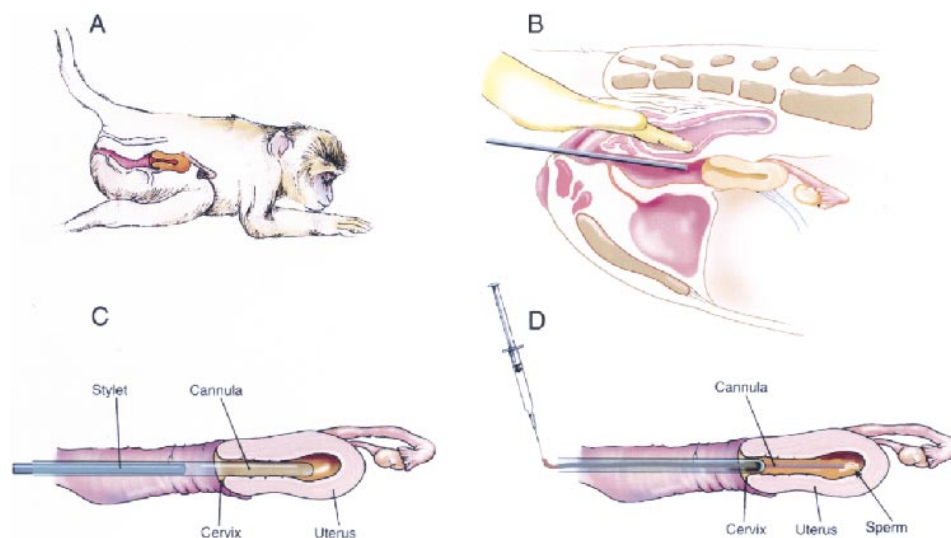 A
B
C
D
Stylet
Cannula
Cervix
Uterus
Cannula
Cervix
Uterus
Sperm